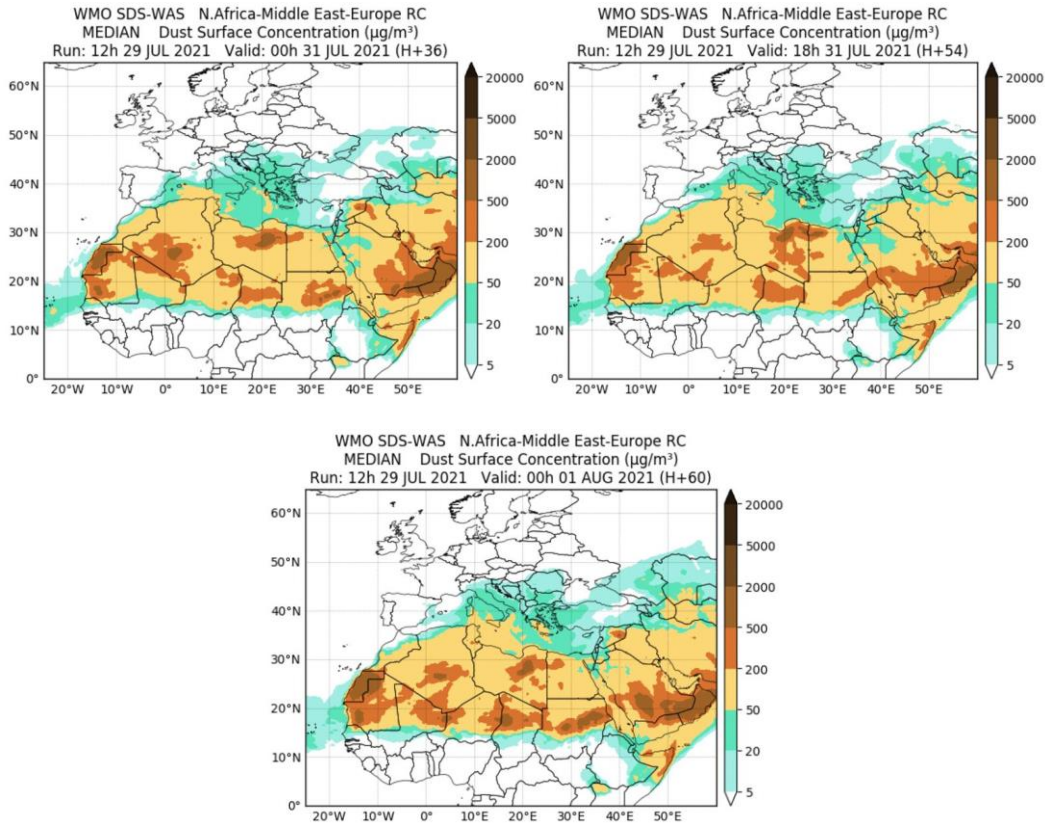 WMO SDS-WAS N.Africa-Middle East-Europe RC
MEDIAN Dust Surface Concentration (µg/m³)
Run: 12h 29 JUL 2021 Valid: 00h 31 JUL 2021 (H+36)
60°N
50°N
40°N
30°N
20°N
10°N
0°
20°W 10°W 0° 10°E 20°E 30°E 40°E 50°E
20000
5000
2000
500
200
50
20
5
WMO SDS-WAS N.Africa-Middle East-Europe RC
MEDIAN Dust Surface Concentration (µg/m³)
Run: 12h 29 JUL 2021 Valid: 18h 31 JUL 2021 (H+54)
60°N
50°N
40°N
30°N
20°N
10°N
0°
20°W 10°W 0° 10°E 20°E 30°E 40°E 50°E
20000
5000
2000
500
200
50
20
5
WMO SDS-WAS N.Africa-Middle East-Europe RC
MEDIAN Dust Surface Concentration (µg/m³)
Run: 12h 29 JUL 2021 Valid: 00h 01 AUG 2021 (H+60)
60°N
50°N
40°N
30°N
20°N
10°N
0°
20°W 10°W 0° 10°E 20°E 30°E 40°E 50°E
20000
5000
2000
500
200
50
20
5